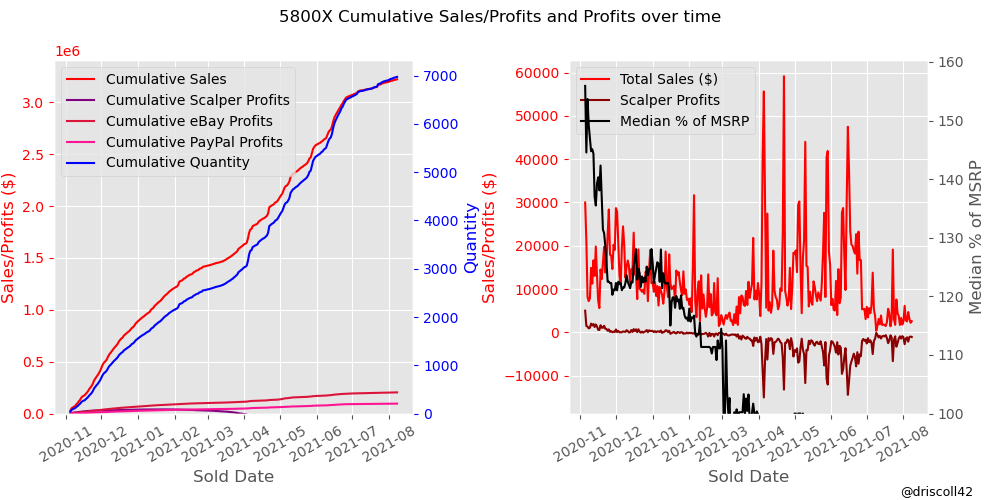 5800X Cumulative Sales/Profits and Profits over time
1e6
Cumulative Sales
Cumulative Scalper Profits
Cumulative eBay Profits
Cumulative PayPal Profits
Cumulative Quantity
3.0
2.5
2.0
1.5
1.0
0.5
0.0
Sales/Profits ($)
7000
6000
5000
4000
3000
2000
1000
0
Quantity
2020-11
2020-12
2021-01
2021-02
2021-03
2021-04
2021-05
2021-06
2021-07
2021-08
Sold Date
Total Sales ($)
Scalper Profits
Median % of MSRP
60000
50000
40000
30000
20000
10000
0
−10000
Sales/Profits ($)
160
150
140
130
120
110
100
Median % of MSRP
2020-11
2020-12
2021-01
2021-02
2021-03
2021-04
2021-05
2021-06
2021-07
2021-08
Sold Date
@driscoll42